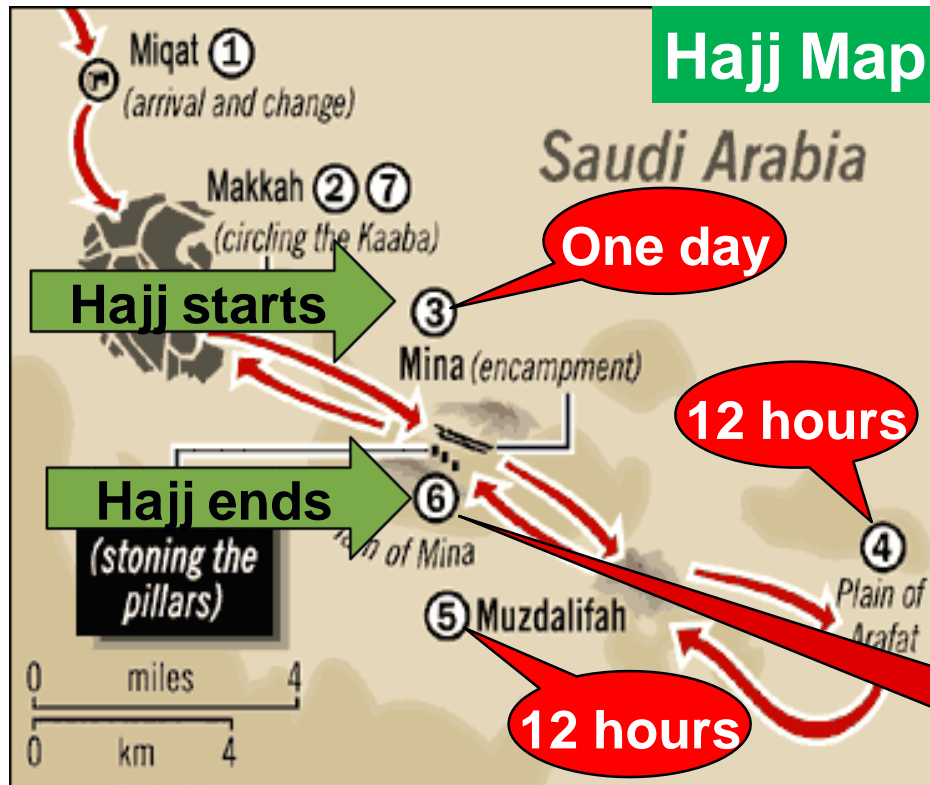 Hajj Map
Miqat 1
(arrival and change)
Saudi Arabia
Makkah 2 7
(circling the Kaaba)
One day
Hajj starts
3
Mina (encampment)
12 hours
Hajj ends
6
of Mina
(stoning the
pillars)
4
Plain of
Arafat
5 Muzdalifah
0 miles 4
0 km 4
12 hours